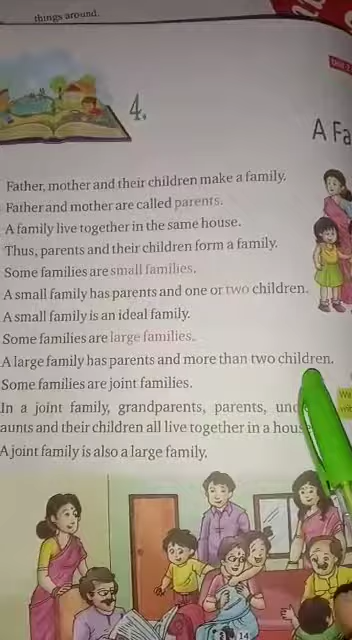 things around.
4.
A Fa
Father, mother and their children make a family.
Father and mother are called parents.
A family live together in the same house.
Thus, parents and their children form a family.
Some families are small families.
A small family has parents and one or two children.
A small family is an ideal family.
Some families are large families.
A large family has parents and more than two children.
Some families are joint families.
In a joint family, grandparents, parents,
aunts and their children all live together in a house
A joint family is also a large family.
14